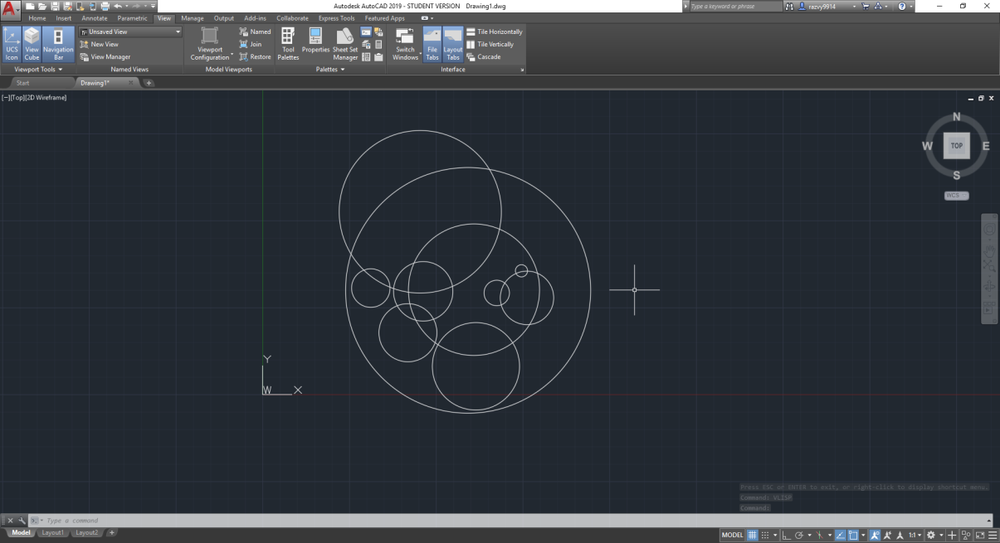 Autodesk AutoCAD 2019 - STUDENT VERSION Drawing1.dwg
Type a keyword or phrase
razvy9914
Home Insert Annotate Parametric View Manage Output Add-ins Collaborate Express Tools Featured Apps
UCS Icon
View Cube
Navigation Bar
Viewport Tools
Unsaved View
New View
View Manager
Named Views
Viewport Configuration
Named
Join
Restore
Model Viewports
Tool Palettes
Properties
Sheet Set Manager
Palettes
Switch Windows
File Tabs
Layout Tabs
Tile Horizontally
Tile Vertically
Cascade
Interface
Start
Drawing1*
[−][Top][2D Wireframe]
N
W TOP E
S
WCS
Y
W X
Press ESC or ENTER to exit, or right-click to display shortcut menu.
Command: VLISP
Command:
Type a command
Model Layout1 Layout2 +
MODEL
1:1